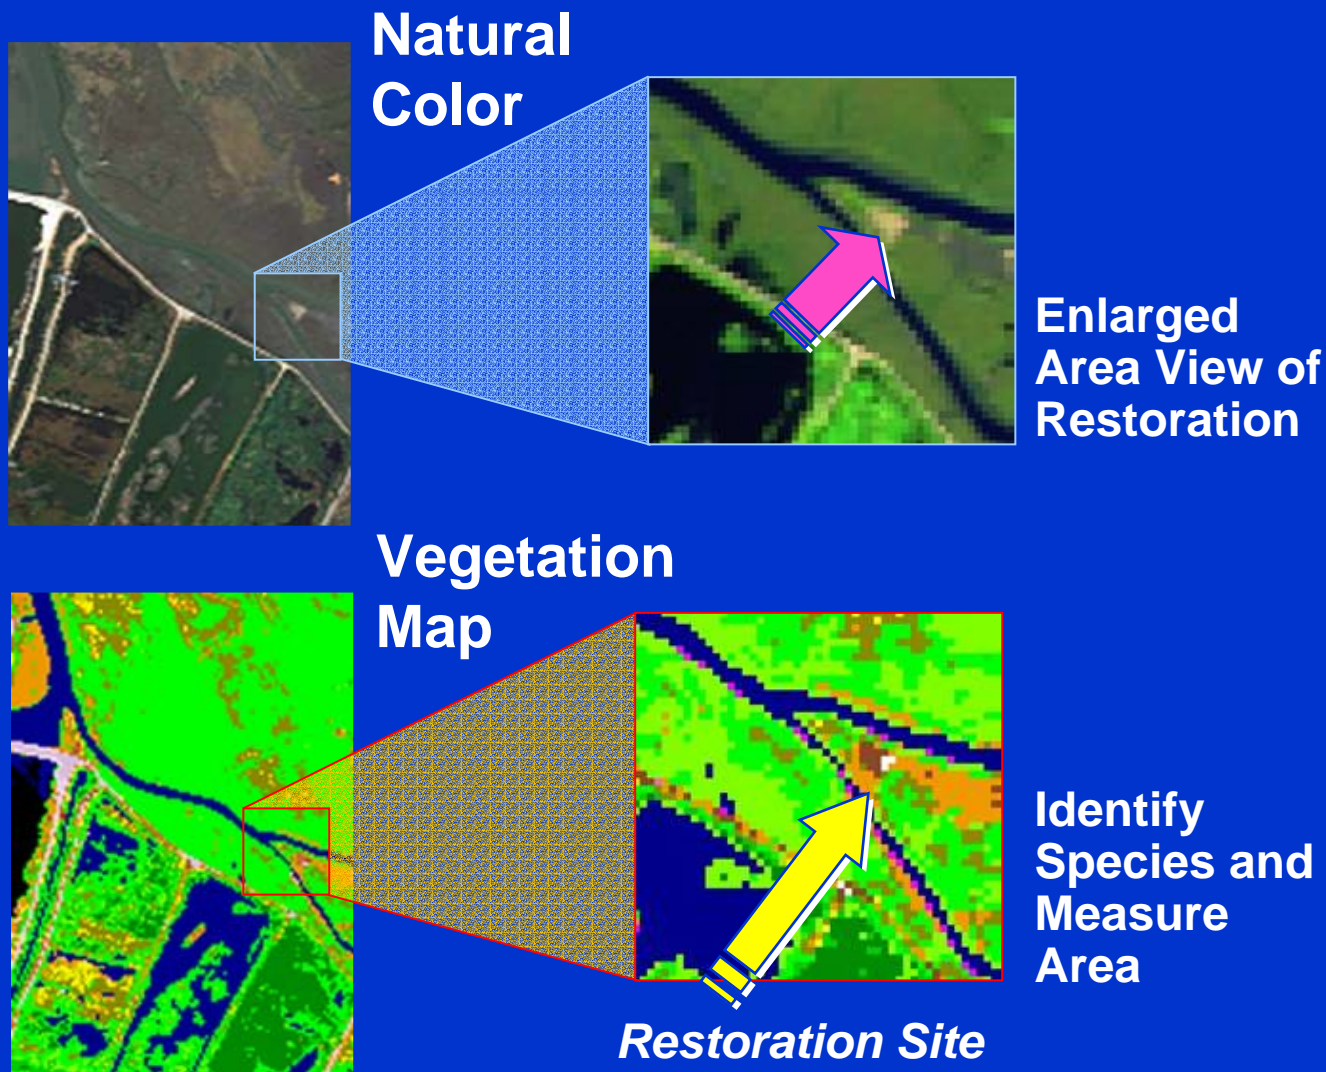 Natural
Color
Enlarged
Area View of
Restoration
Vegetation
Map
Identify
Species and
Measure
Area
Restoration Site